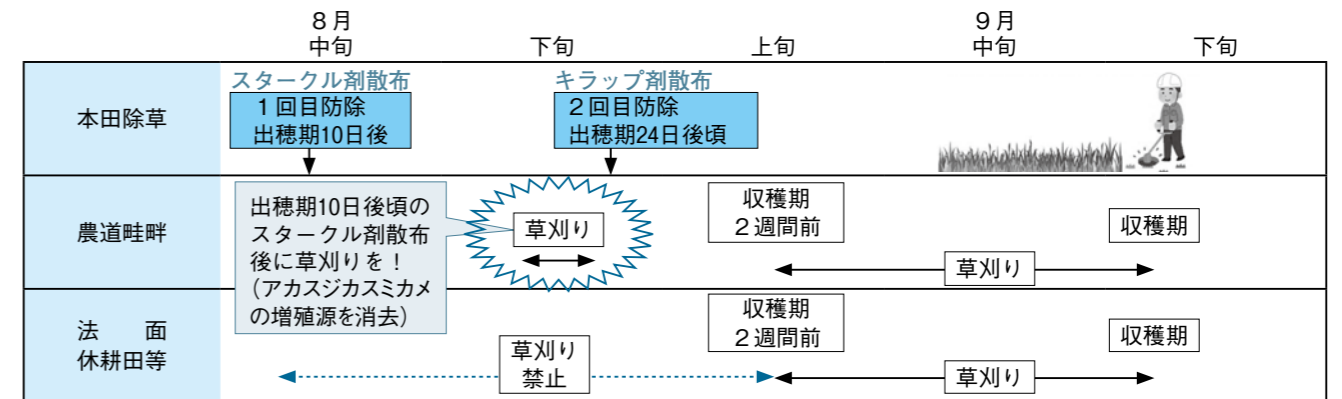 ８月
中旬
下旬
上旬
９月
中旬
下旬
本田除草
スタークル剤散布
１回目防除
出穂期10日後
キラップ剤散布
２回目防除
出穂期24日後頃
農道畦畔
出穂期10日後頃の
スタークル剤散布
後に草刈りを！
（アカスジカスミカメ
の増殖源を消去）
草刈り
収穫期
２週間前
草刈り
収穫期
法　　面
休耕田等
草刈り
禁止
収穫期
２週間前
草刈り
収穫期